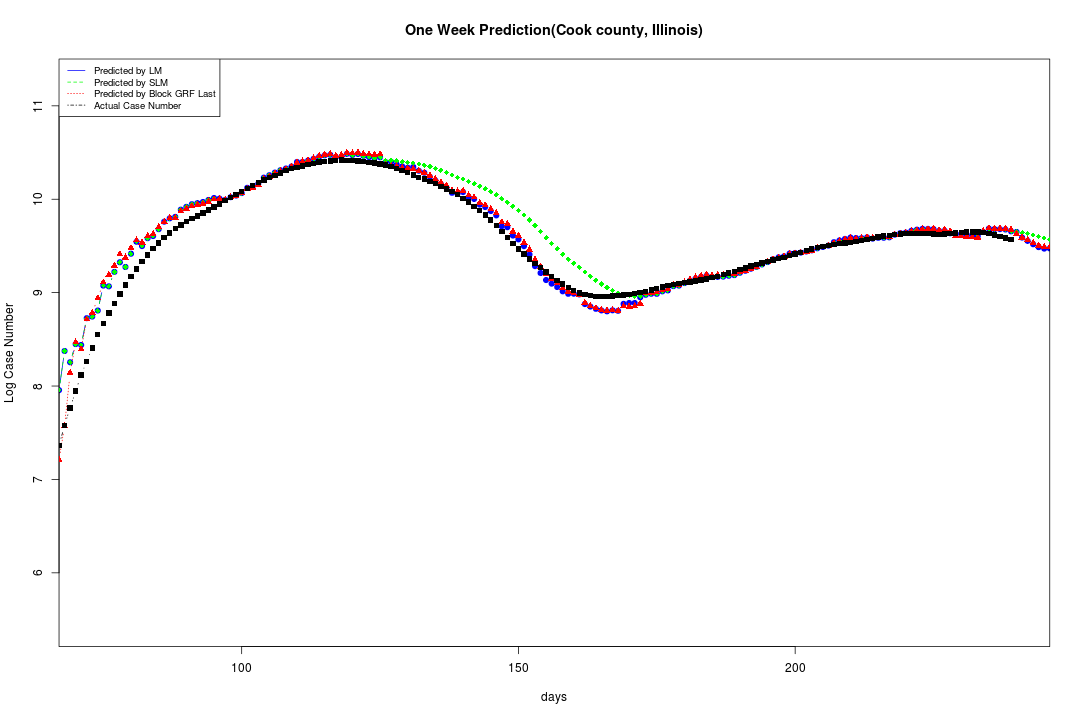 One Week Prediction(Cook county, Illinois)
Predicted by LM
Predicted by SLM
Predicted by Block GRF Last
Actual Case Number
11
10
9
8
7
6
Log Case Number
100
150
200
days